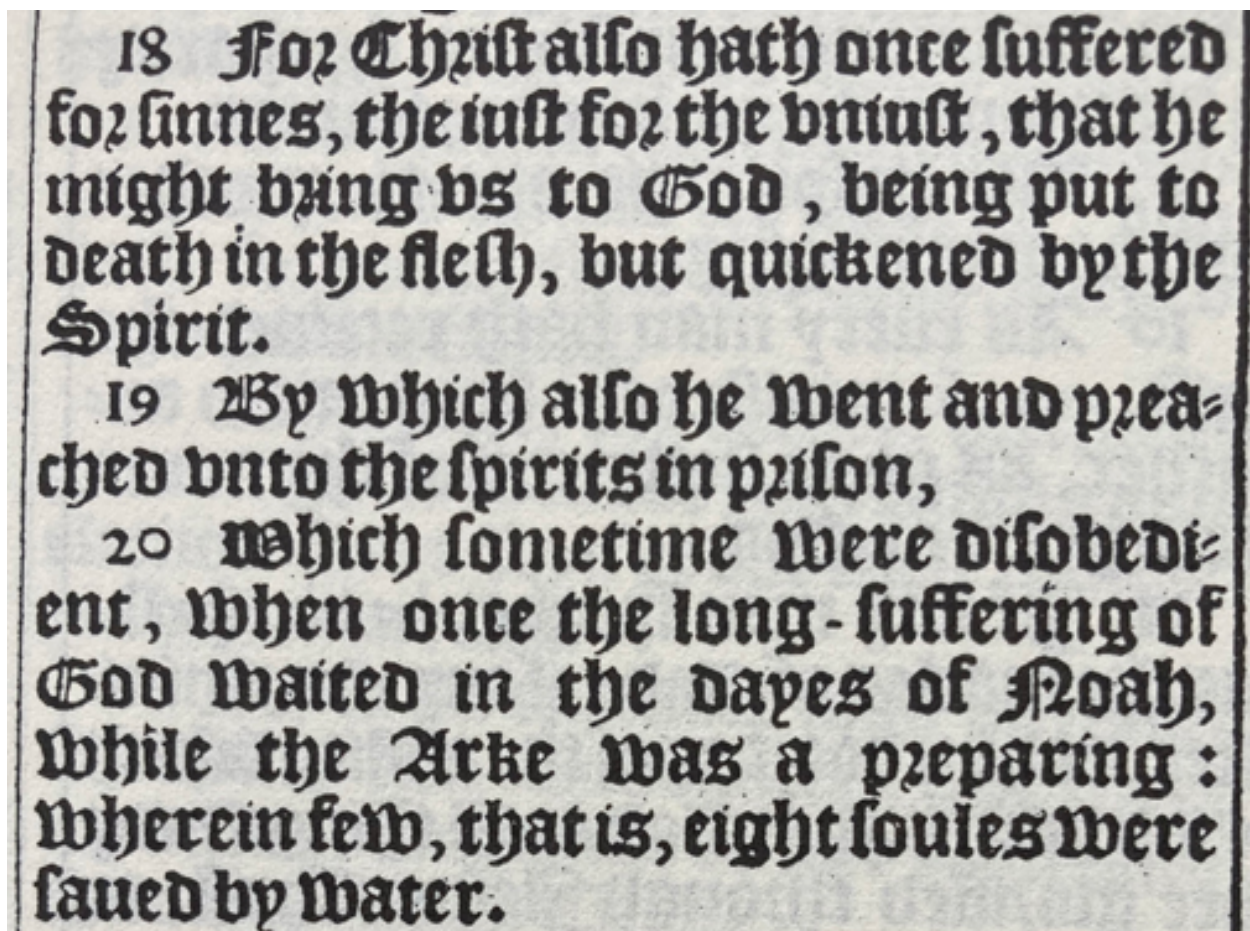 18 For Chriſt alſo hath once ſuffered
for ſinnes, the iuſt for the vniuſt, that he
might bring vs to God, being put to
death in the fleſh, but quickened by the
Spirit.
19 By which alſo he went and prea-
ched vnto the ſpirits in priſon,
20 Which ſometime were diſobedi-
ent, when once the long-ſuffering of
God waited in the dayes of Noah,
while the Arke was a preparing:
wherein few, that is, eight ſoules were
ſaued by water.